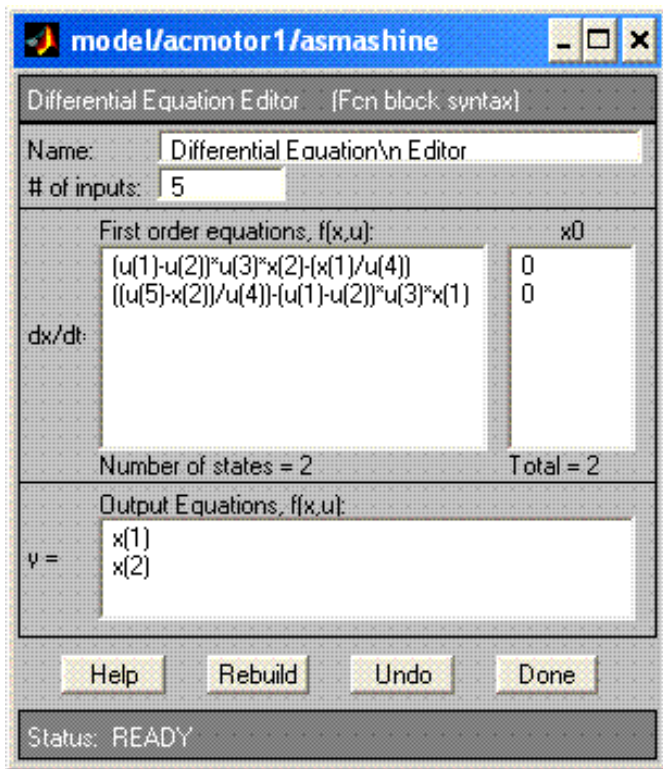 model/acmotor1/asmashine
Differential Equation Editor (Fcn block syntax)
Name: Differential Equation\n Editor
# of inputs: 5
First order equations, f(x,u): x0
(u(1)-u(2))*u(3)*x(2)-(x(1)/u(4)) 0
((u(5)-x(2))/u(4))-(u(1)-u(2))*u(3)*x(1) 0
dx/dt=
Number of states = 2 Total = 2
Output Equations, f(x,u):
x(1)
y =
x(2)
Help Rebuild Undo Done
Status: READY